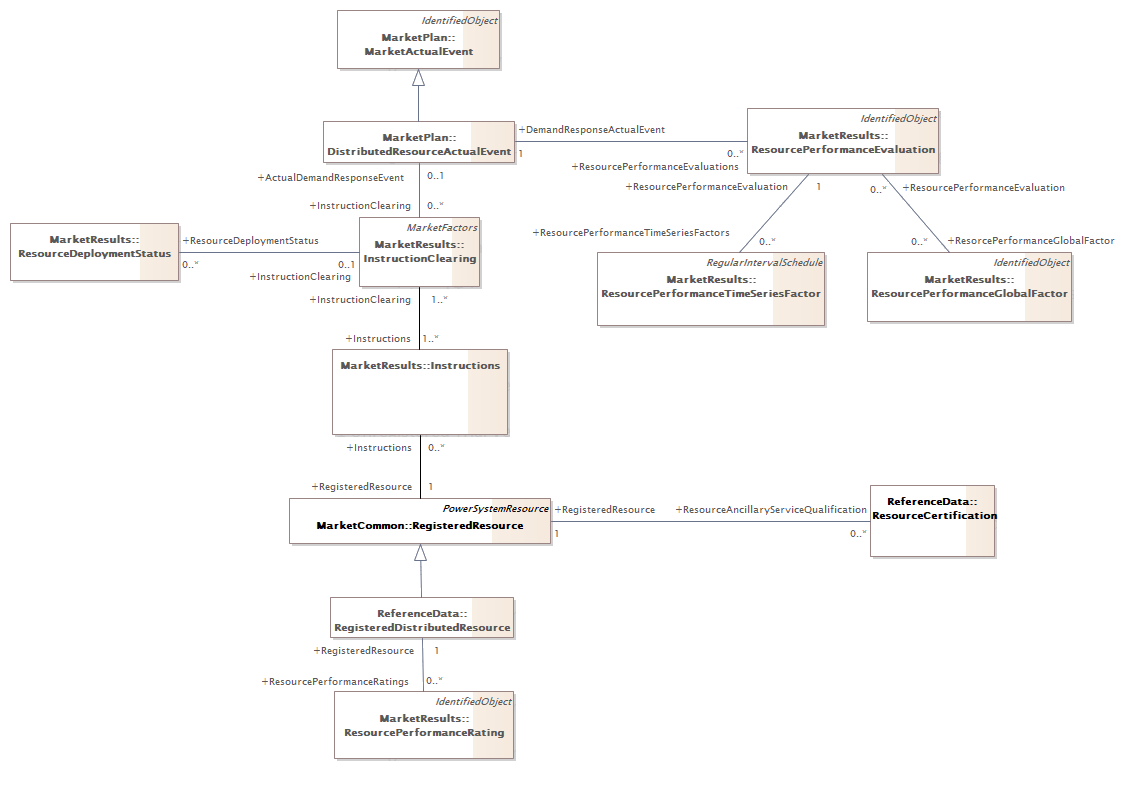 IdentifiedObject
MarketPlan::
MarketActualEvent
MarketPlan::
DistributedResourceActualEvent
+DemandResponseActualEvent
1
0..*
+ResourcePerformanceEvaluations
IdentifiedObject
MarketResults::
ResourcePerformanceEvaluation
+ActualDemandResponseEvent
0..1
+InstructionClearing
0..*
+ResourcePerformanceEvaluation
1
0..*
+ResourcePerformanceEvaluation
+ResourcePerformanceTimeSeriesFactors
0..*
0..*
+ResorcePerformanceGlobalFactor
MarketResults::
ResourceDeploymentStatus
+ResourceDeploymentStatus
0..*
0..1
+InstructionClearing
MarketFactors
MarketResults::
InstructionClearing
RegularIntervalSchedule
MarketResults::
ResourcePerformanceTimeSeriesFactor
IdentifiedObject
MarketResults::
ResourcePerformanceGlobalFactor
+InstructionClearing
1..*
+Instructions
1..*
MarketResults::Instructions
+Instructions
0..*
+RegisteredResource
1
PowerSystemResource
MarketCommon::RegisteredResource
+RegisteredResource
1
+ResourceAncillaryServiceQualification
0..*
ReferenceData::
ResourceCertification
ReferenceData::
RegisteredDistributedResource
+RegisteredResource
1
+ResourcePerformanceRatings
0..*
IdentifiedObject
MarketResults::
ResourcePerformanceRating